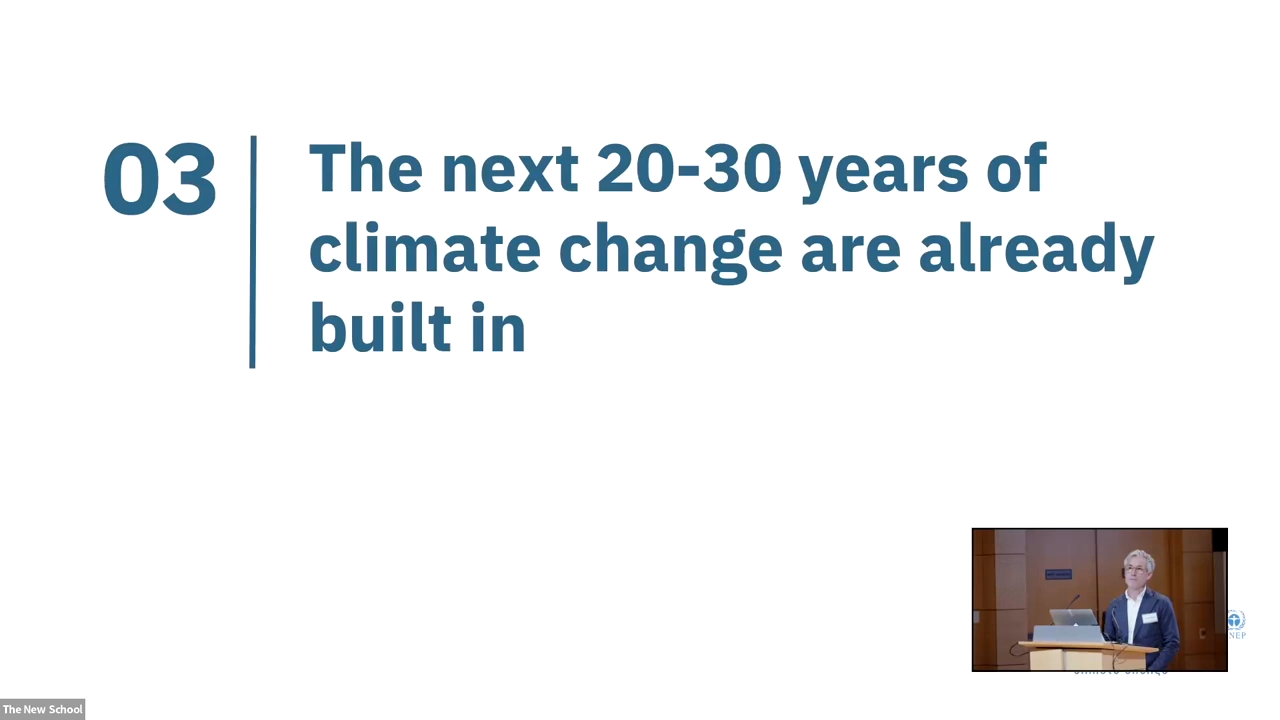 03
The next 20-30 years of
climate change are already
built in
The New School